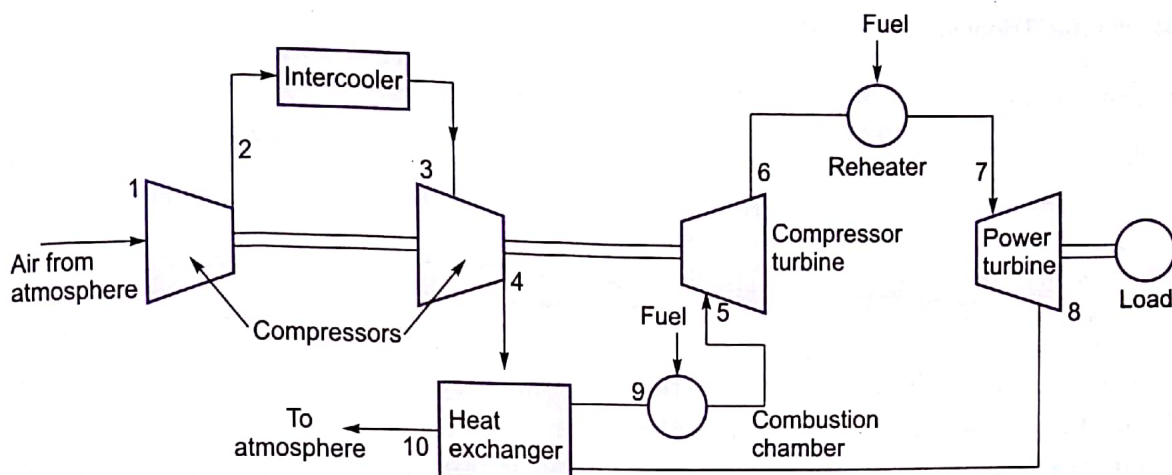 Fuel
Intercooler
2
1
3
6
Reheater
7
Air from
atmosphere
Compressors
4
Compressor
turbine
Power
turbine
Load
8
5
Fuel
9
Combustion
chamber
To
atmosphere
10
Heat
exchanger